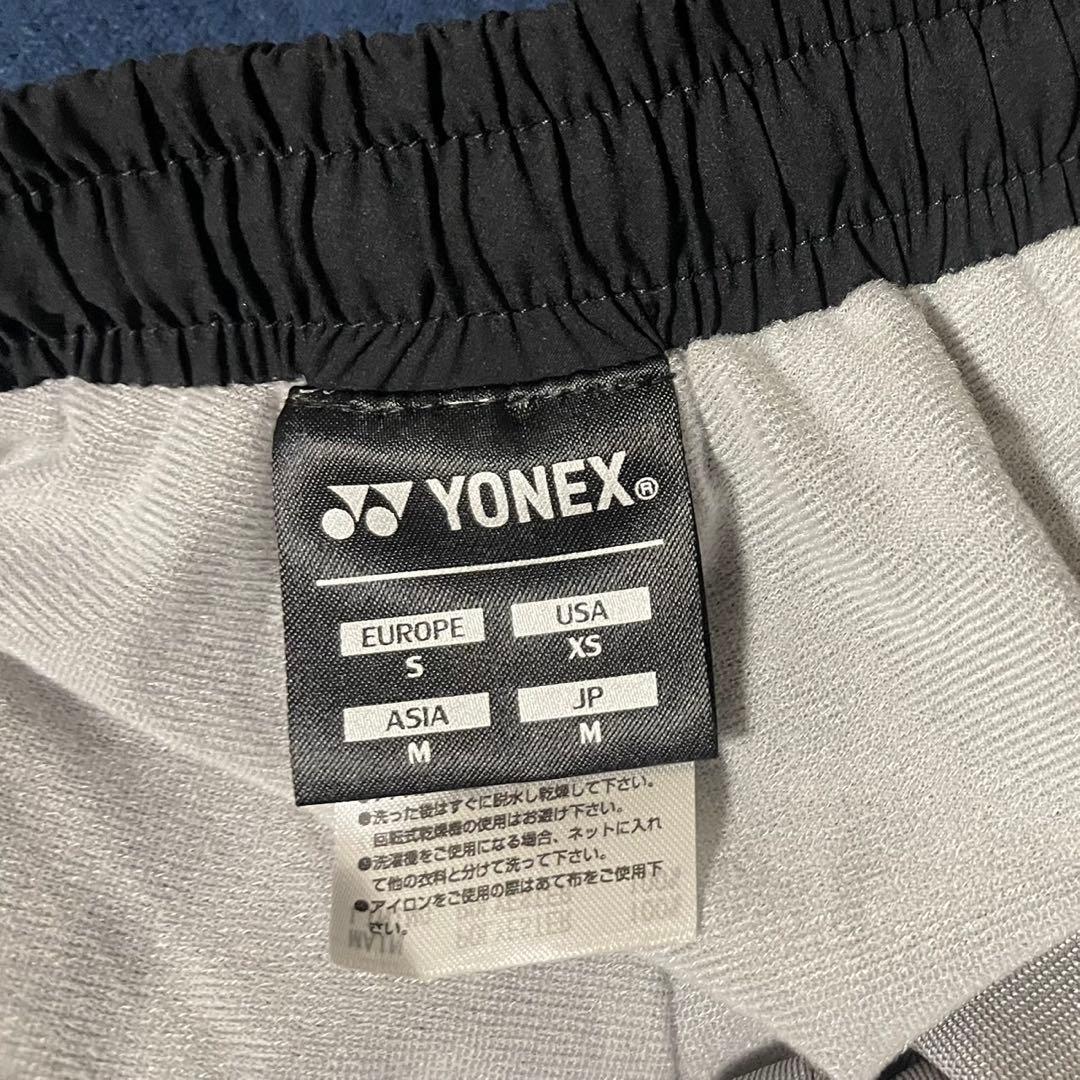 YONEX®
EUROPE
S
USA
XS
ASIA
M
JP
M
●洗った後はすぐに脱水し乾燥して下さい。
回転式乾燥機の使用はお避け下さい。
●洗濯機をご使用になる場合、ネットに入れ
て他の衣料と分けて洗って下さい。
●アイロンをご使用の際はあて布をご使用下
さい。